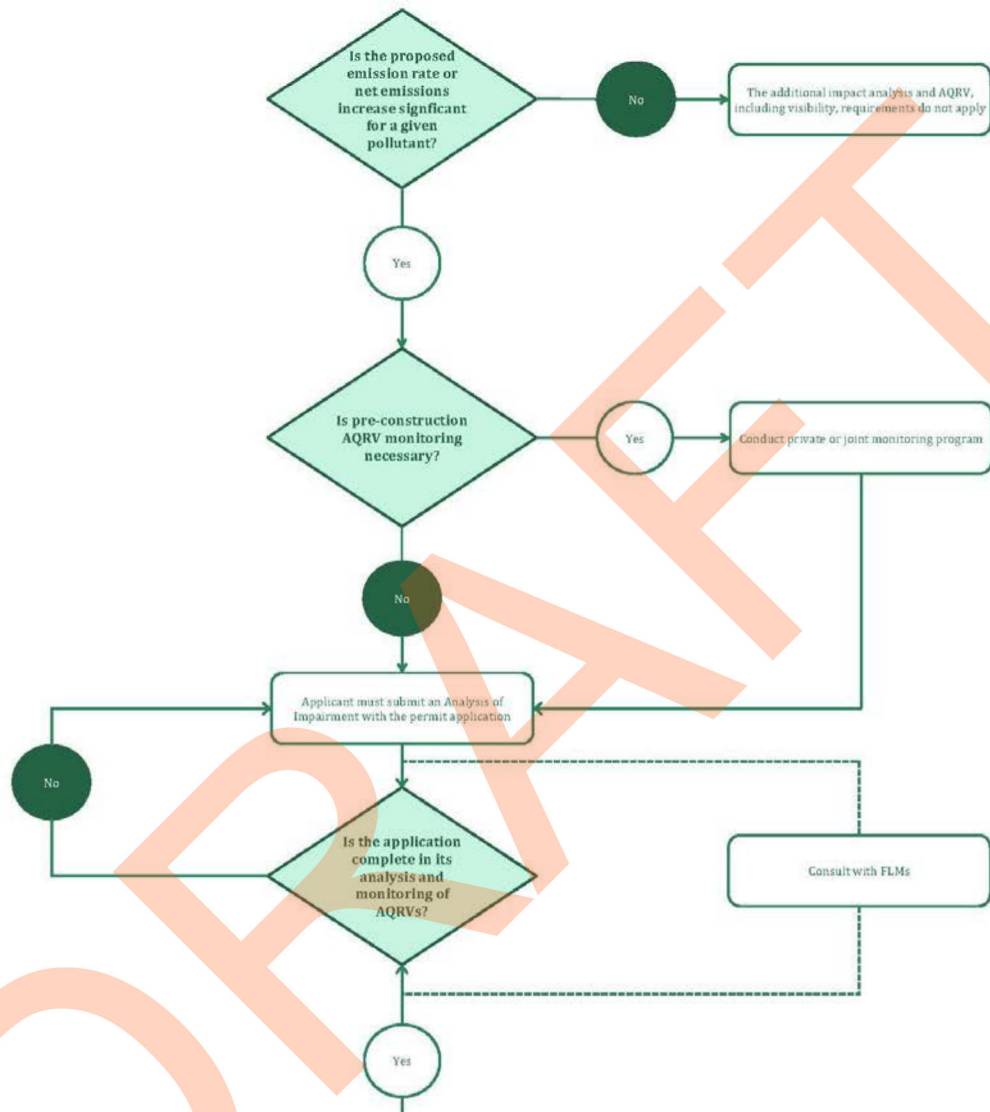 Is the proposed
emission rate or
net emissions
increase signficant
for a given
pollutant?
No
The additional impact analysis and AQRV,
including visibility, requirements do not apply
Yes
Is pre-construction
AQRV monitoring
necessary?
Yes
Conduct private or joint monitoring program
No
Applicant must submit an Analysis of
Impairment with the permit application
No
Is the application
complete in its
analysis and
monitoring of
AQRVs?
Consult with FLMs
Yes
DRAFT